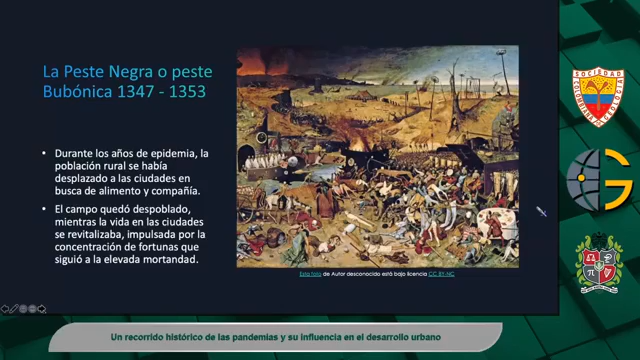 La Peste Negra o peste
Bubónica 1347 - 1353
• Durante los años de epidemia, la
población rural se había
desplazado a las ciudades en
busca de alimento y compañía.
• El campo quedó despoblado,
mientras la vida en las ciudades
se revitalizaba, impulsada por la
concentración de fortunas que
siguió a la elevada mortandad.
Esta foto de Autor desconocido está bajo licencia CC BY-NC
SOCIEDAD
COLOMBIANA
G
Un recorrido histórico de las pandemias y su influencia en el desarrollo urbano